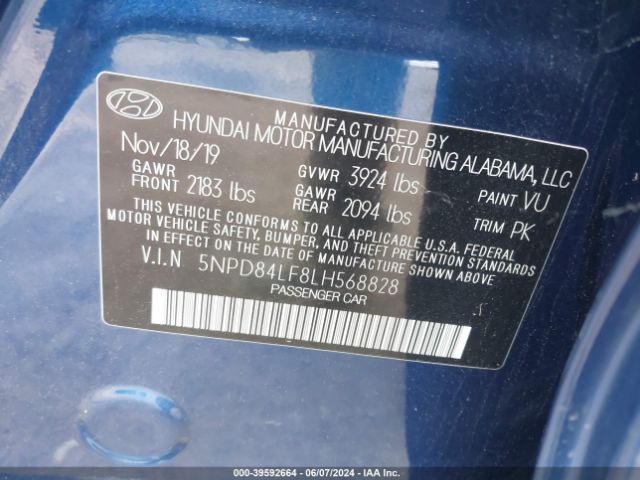 MANUFACTURED BY
HYUNDAI MOTOR MANUFACTURING ALABAMA, LLC
Nov/18/19
GVWR 3924 lbs
PAINT VU
GAWR FRONT 2183 lbs
GAWR REAR 2094 lbs
TRIM PK
THIS VEHICLE CONFORMS TO ALL APPLICABLE U.S.A. FEDERAL
MOTOR VEHICLE SAFETY, BUMPER, AND THEFT PREVENTION STANDARDS
IN EFFECT ON THE DATE OF MANUFACTURE SHOWN ABOVE.
V.I.N 5NPD84LF8LH568828
PASSENGER CAR
000-39592664 - 06/07/2024 - IAAI.COM